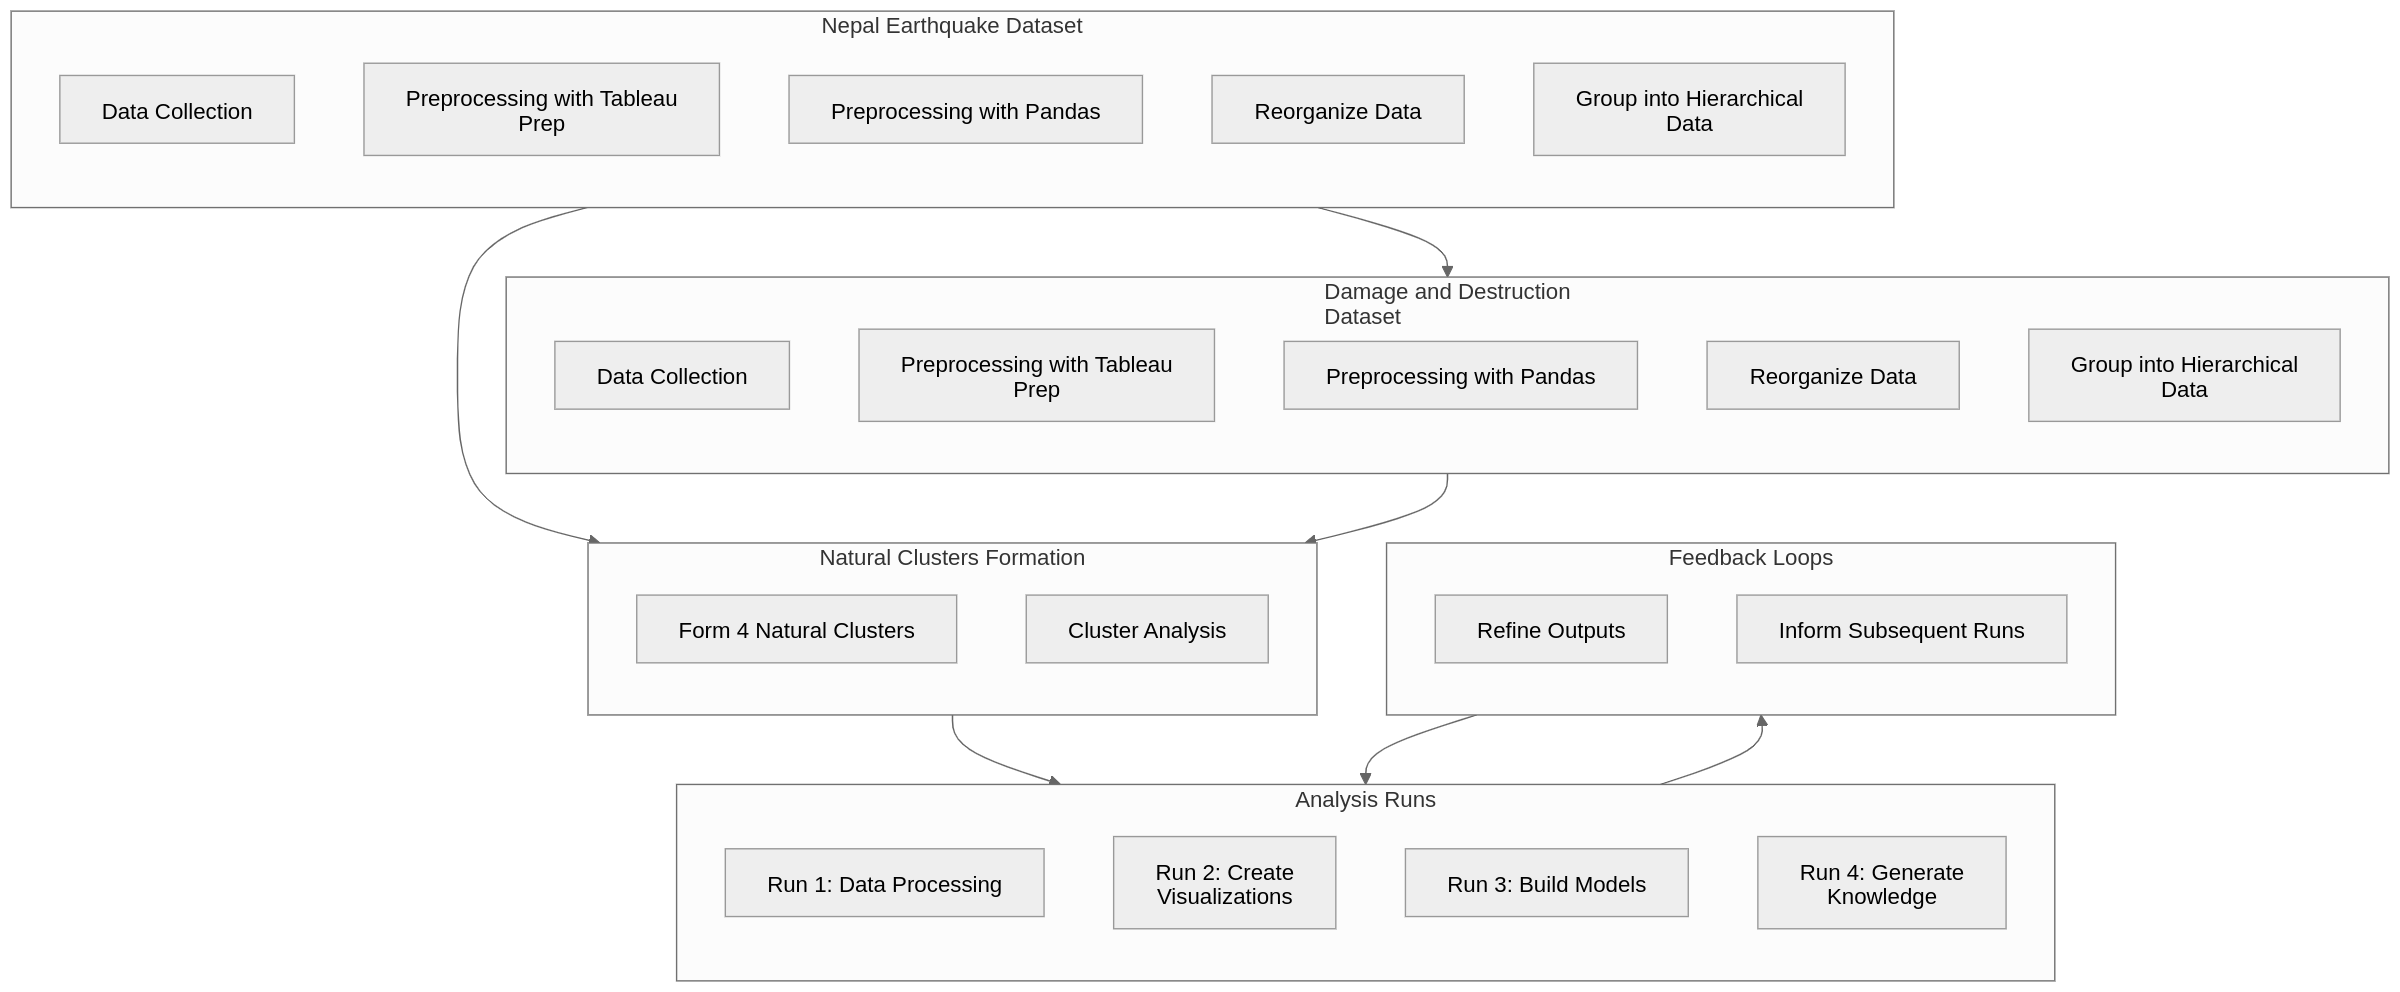 Nepal Earthquake Dataset
Data Collection
Preprocessing with Tableau
Prep
Preprocessing with Pandas
Reorganize Data
Group into Hierarchical
Data
Damage and Destruction
Dataset
Data Collection
Preprocessing with Tableau
Prep
Preprocessing with Pandas
Reorganize Data
Group into Hierarchical
Data
Natural Clusters Formation
Form 4 Natural Clusters
Cluster Analysis
Feedback Loops
Refine Outputs
Inform Subsequent Runs
Analysis Runs
Run 1: Data Processing
Run 2: Create
Visualizations
Run 3: Build Models
Run 4: Generate
Knowledge